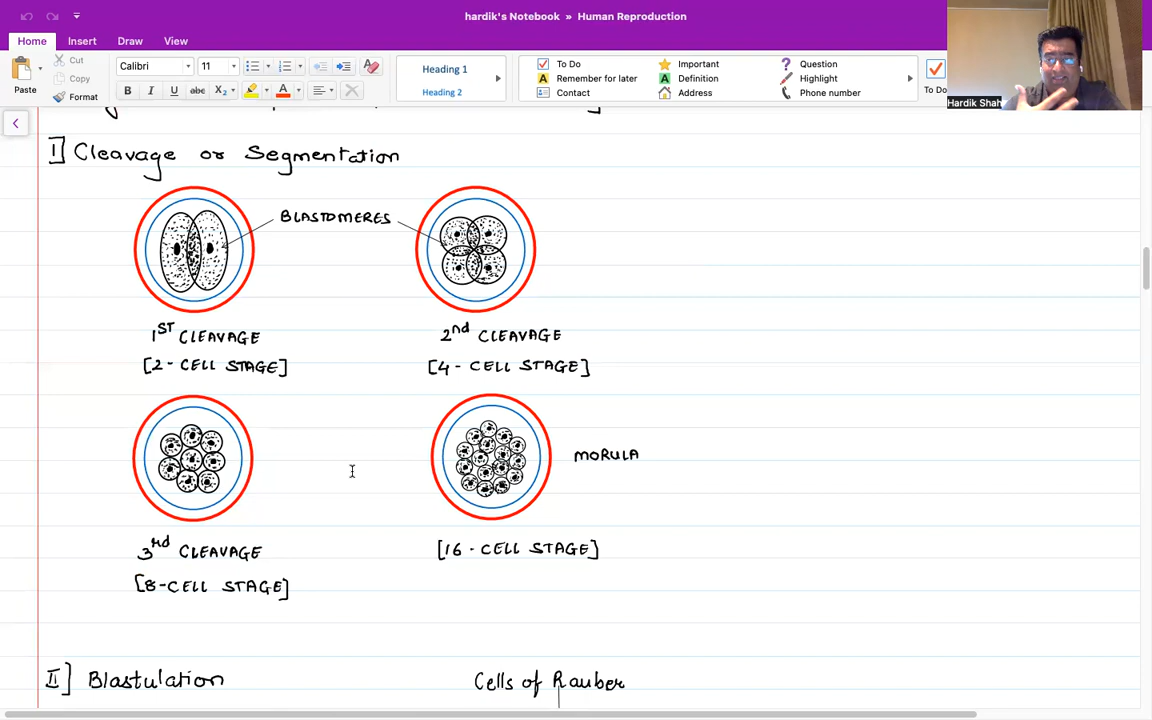 hardik's Notebook » Human Reproduction
Home Insert Draw View
Paste
Cut
Copy
Format
Calibri 11
B I U abc X2 A
Heading 1
Heading 2
To Do
Remember for later
Contact
Important
Definition
Address
Question
Highlight
Phone number
To Do
Hardik Shah
I] Cleavage or Segmentation
BLASTOMERES
1ST CLEAVAGE
[2- CELL STAGE]
2nd CLEAVAGE
[4- CELL STAGE]
MORULA
3rd CLEAVAGE
[8-CELL STAGE]
[16-CELL STAGE]
II] Blastulation
Cells of Rauber